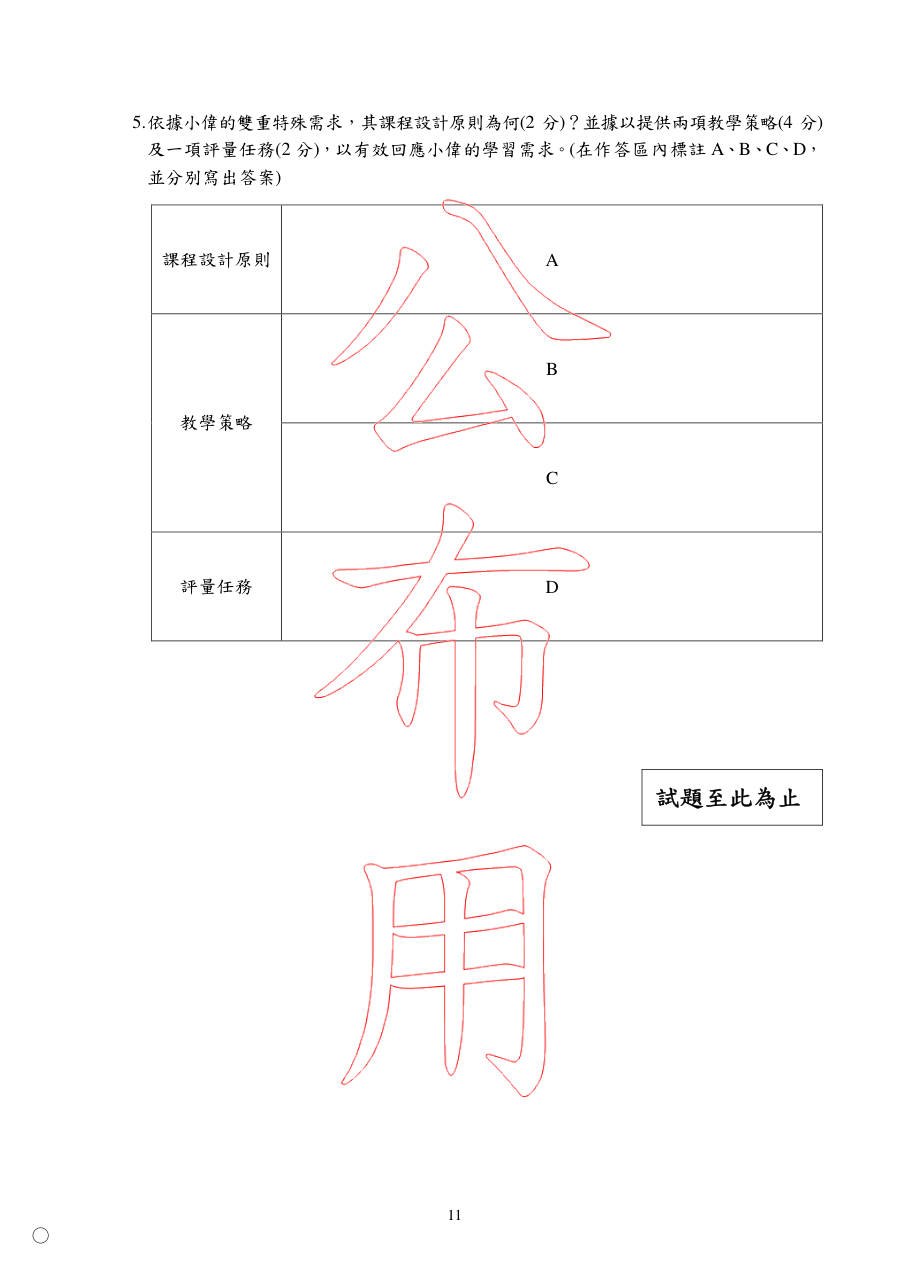 5.依據小偉的雙重特殊需求，其課程設計原則為何(2 分)？並據以提供兩項教學策略(4 分)
及一項評量任務(2 分)，以有效回應小偉的學習需求。(在作答區內標註 A、B、C、D，
並分別寫出答案)
課程設計原則
A
教學策略
B
C
評量任務
D
試題至此為止
公布用
11